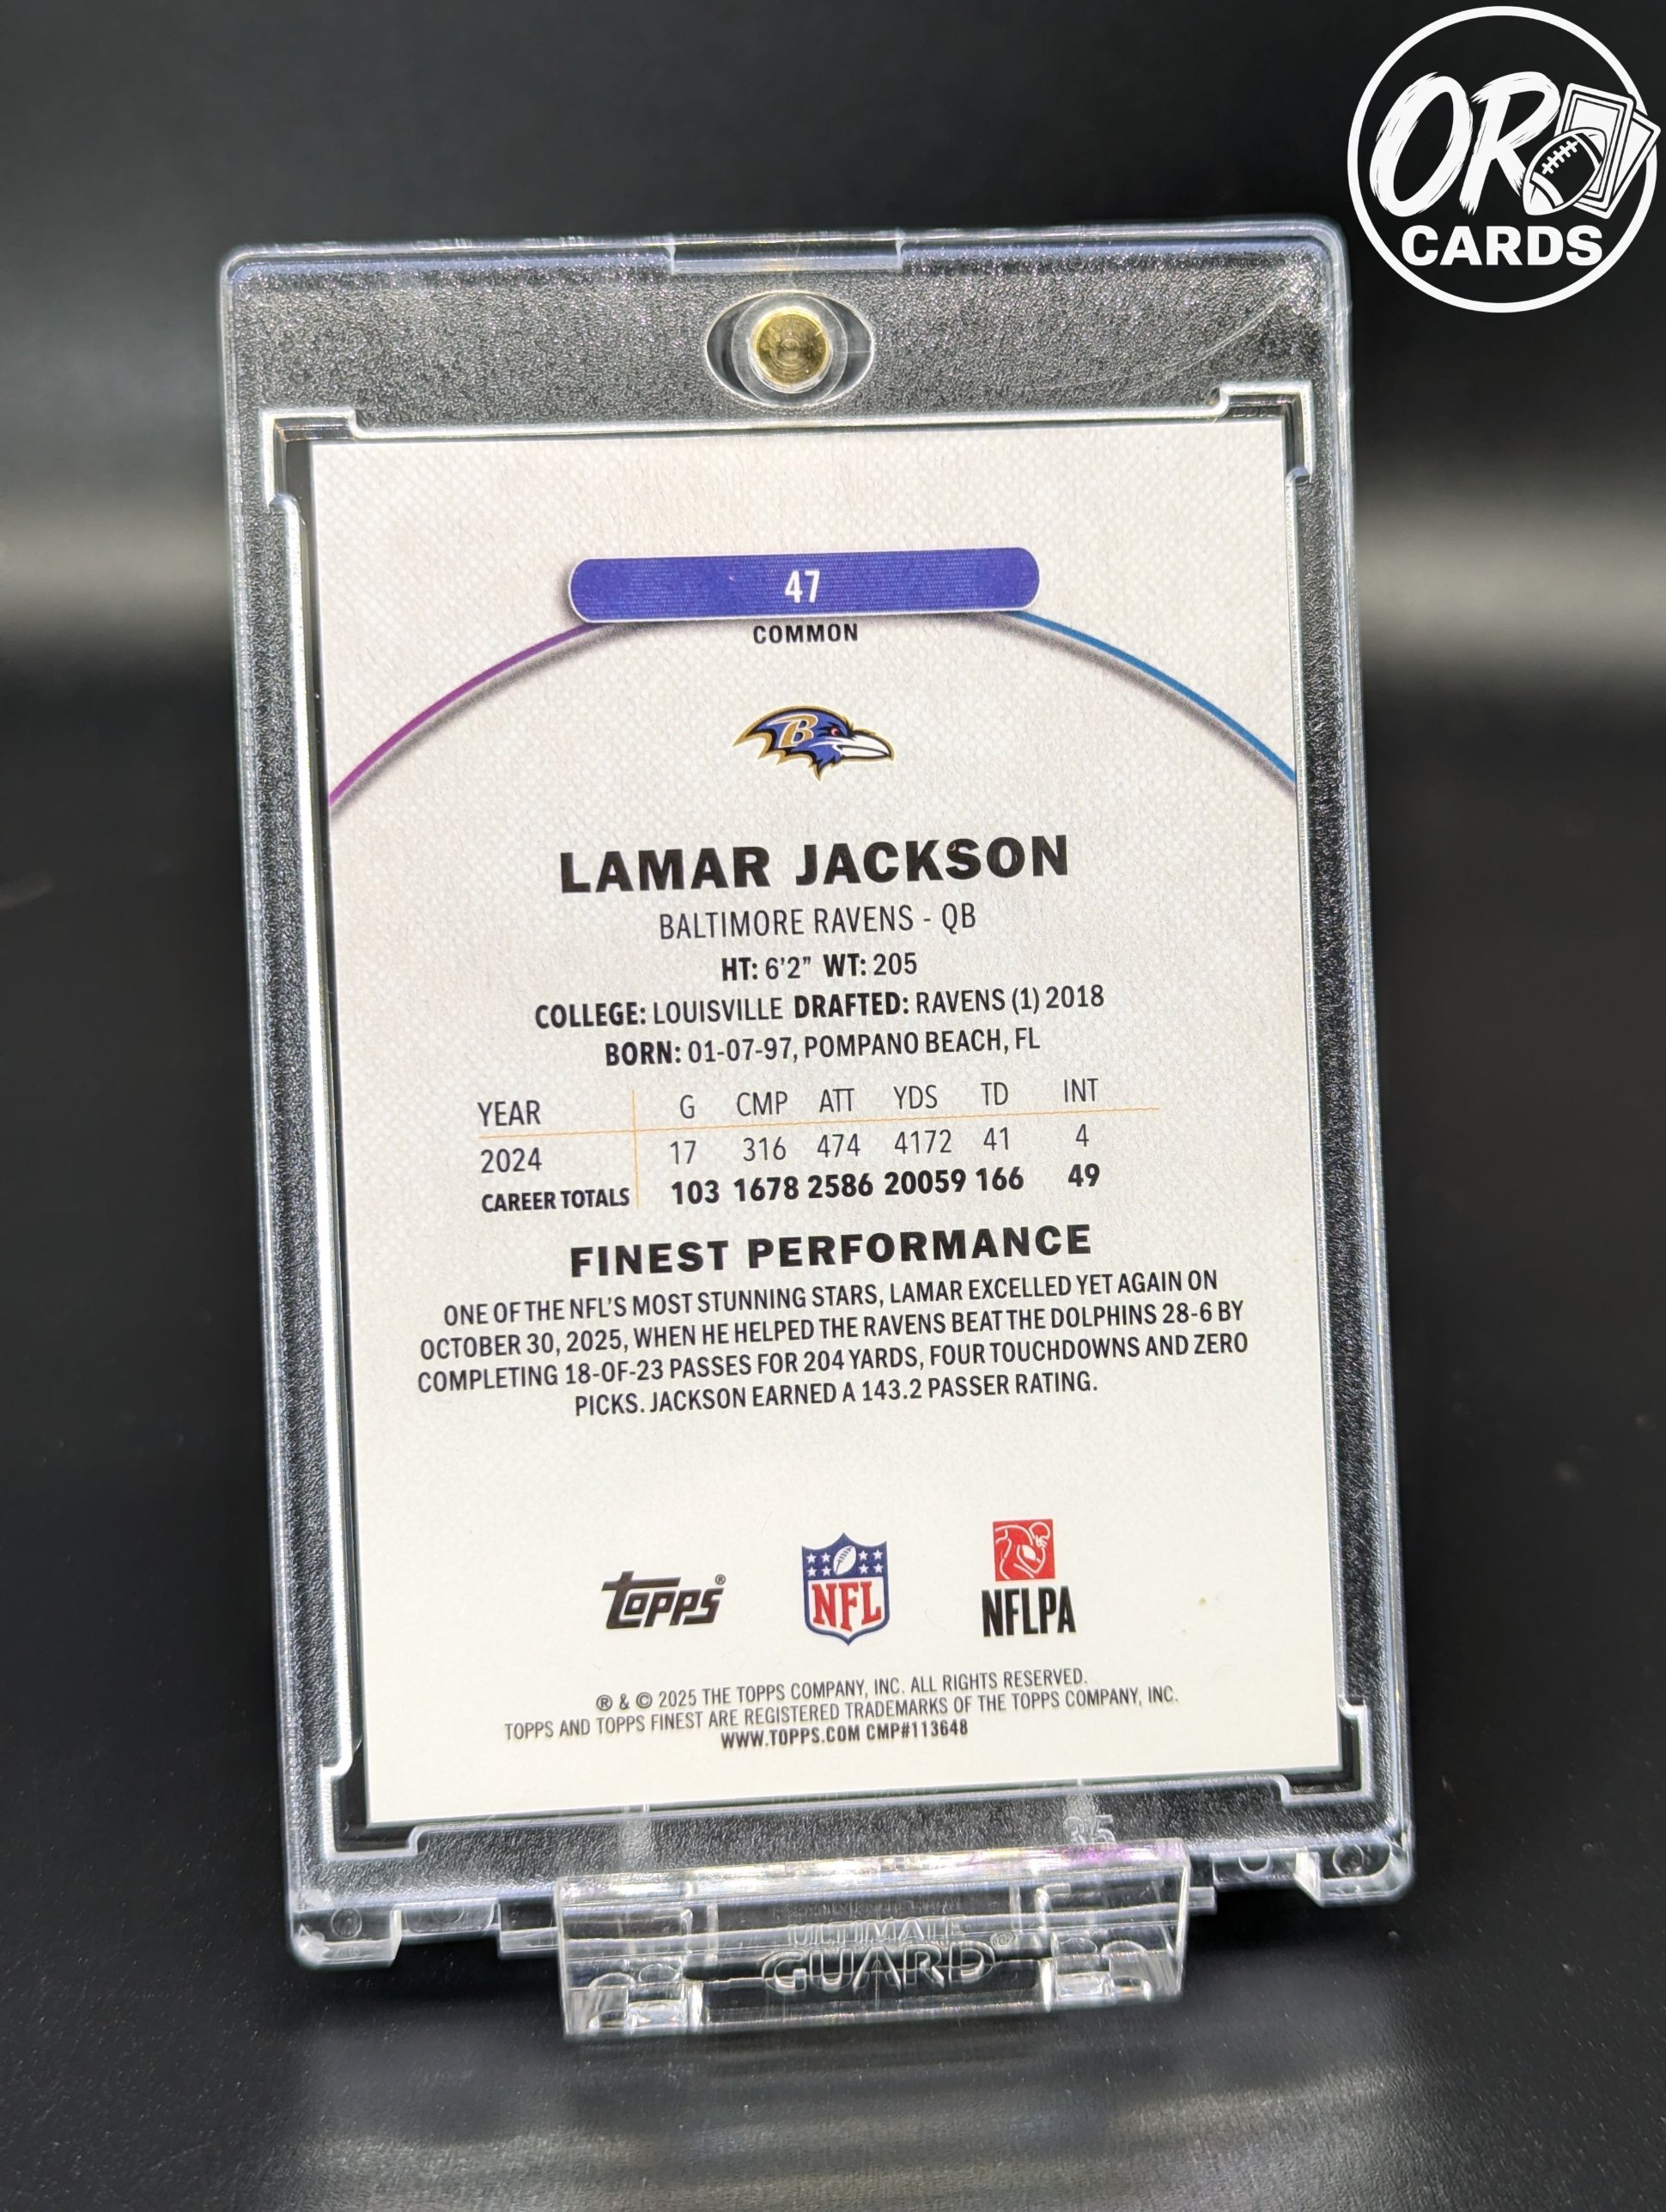 OR
CARDS
47
COMMON
B
LAMAR JACKSON
BALTIMORE RAVENS - QB
HT: 6'2" WT: 205
COLLEGE: LOUISVILLE DRAFTED: RAVENS (1) 2018
BORN: 01-07-97, POMPANO BEACH, FL
YEAR G CMP ATT YDS TD INT
2024 17 316 474 4172 41 4
CAREER TOTALS 103 1678 2586 20059 166 49
FINEST PERFORMANCE
ONE OF THE NFL'S MOST STUNNING STARS, LAMAR EXCELLED YET AGAIN ON
OCTOBER 30, 2025, WHEN HE HELPED THE RAVENS BEAT THE DOLPHINS 28-6 BY
COMPLETING 18-OF-23 PASSES FOR 204 YARDS, FOUR TOUCHDOWNS AND ZERO
PICKS. JACKSON EARNED A 143.2 PASSER RATING.
Topps® NFL NFLPA
® & © 2025 THE TOPPS COMPANY, INC. ALL RIGHTS RESERVED.
TOPPS AND TOPPS FINEST ARE REGISTERED TRADEMARKS OF THE TOPPS COMPANY, INC.
WWW.TOPPS.COM CMP#113648
35
ULTIMATE
GUARD®